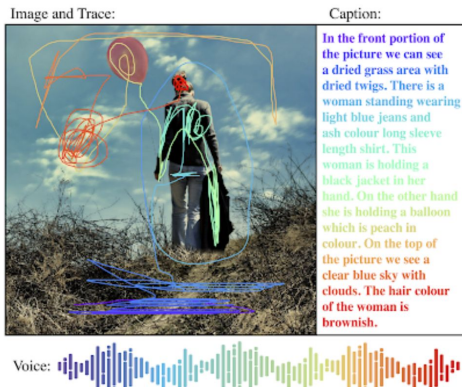 Image and Trace:
Caption:
In the front portion of
the picture we can see
a dried grass area with
dried twigs. There is a
woman standing wearing
light blue jeans and
ash colour long sleeve
length shirt. This
woman is holding a
black jacket in her
hand. On the other hand
she is holding a balloon
which is peach in
colour. On the top of
the picture we see a
clear blue sky with
clouds. The hair colour
of the woman is
brownish.
Voice: